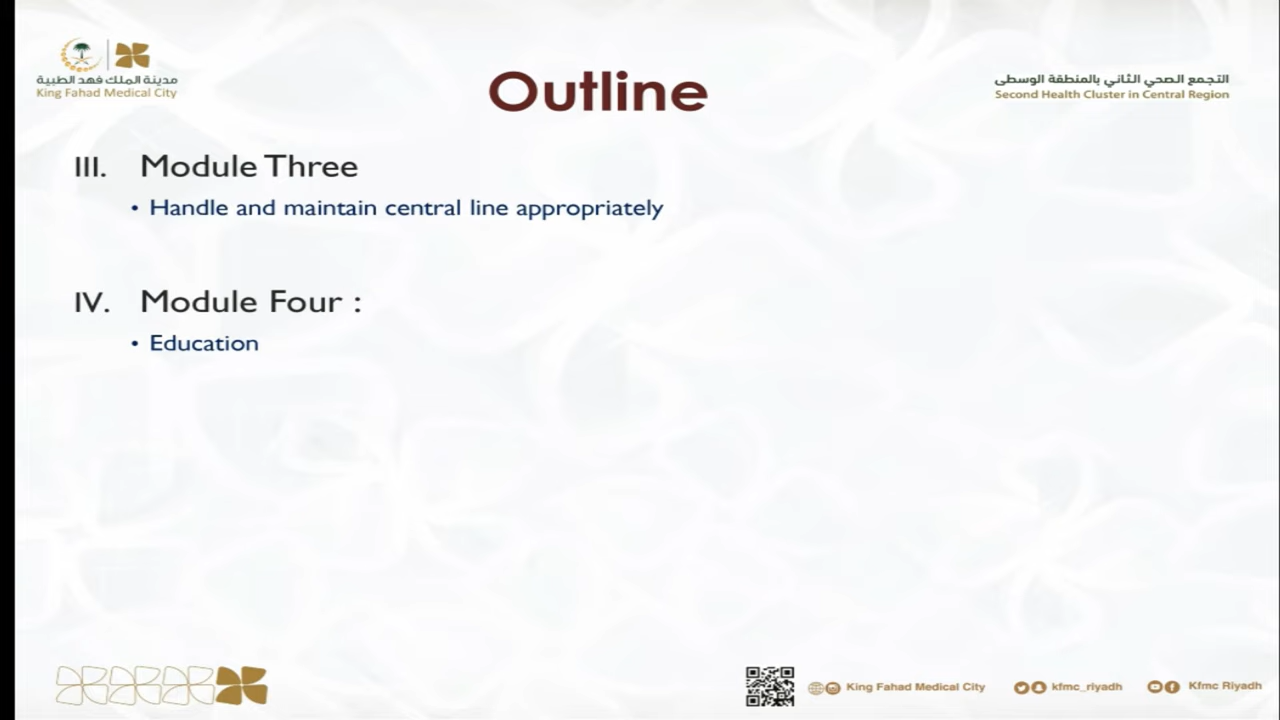 مدينة الملك فهد الطبية
King Fahad Medical City
Outline
التجمع الصحي الثاني بالمنطقة الوسطى
Second Health Cluster in Central Region
III. Module Three
• Handle and maintain central line appropriately
IV. Module Four :
• Education
King Fahad Medical City
kfmc_riyadh
Kfmc Riyadh